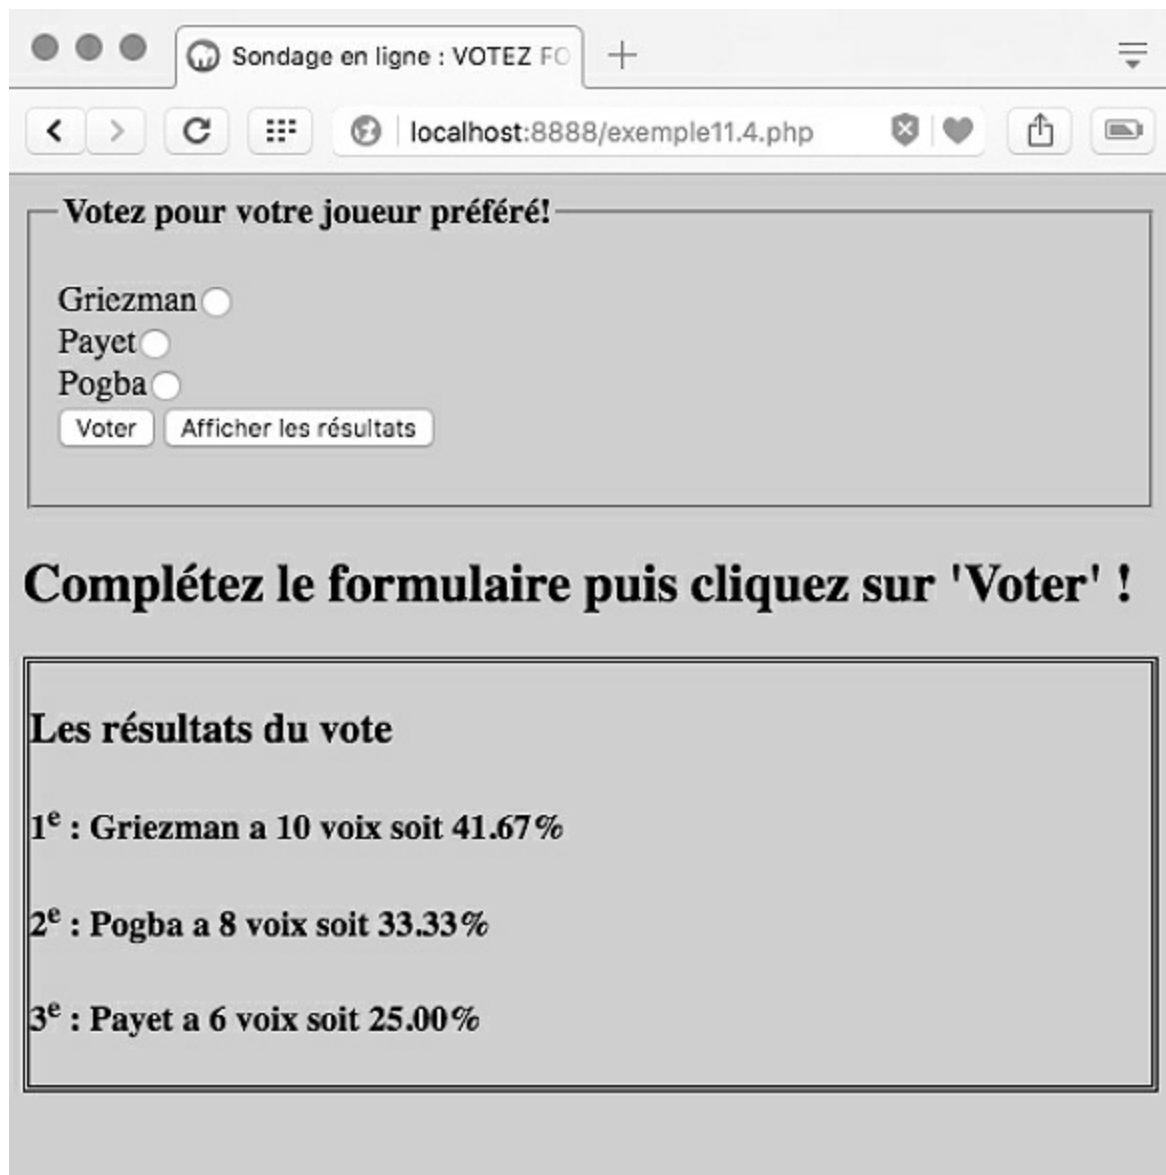 Sondage en ligne : VOTEZ FO
localhost:8888/exemple11.4.php
Votez pour votre joueur préféré!
Griezman
Payet
Pogba
Voter Afficher les résultats
Complétez le formulaire puis cliquez sur 'Voter' !
Les résultats du vote
1e : Griezman a 10 voix soit 41.67%
2e : Pogba a 8 voix soit 33.33%
3e : Payet a 6 voix soit 25.00%